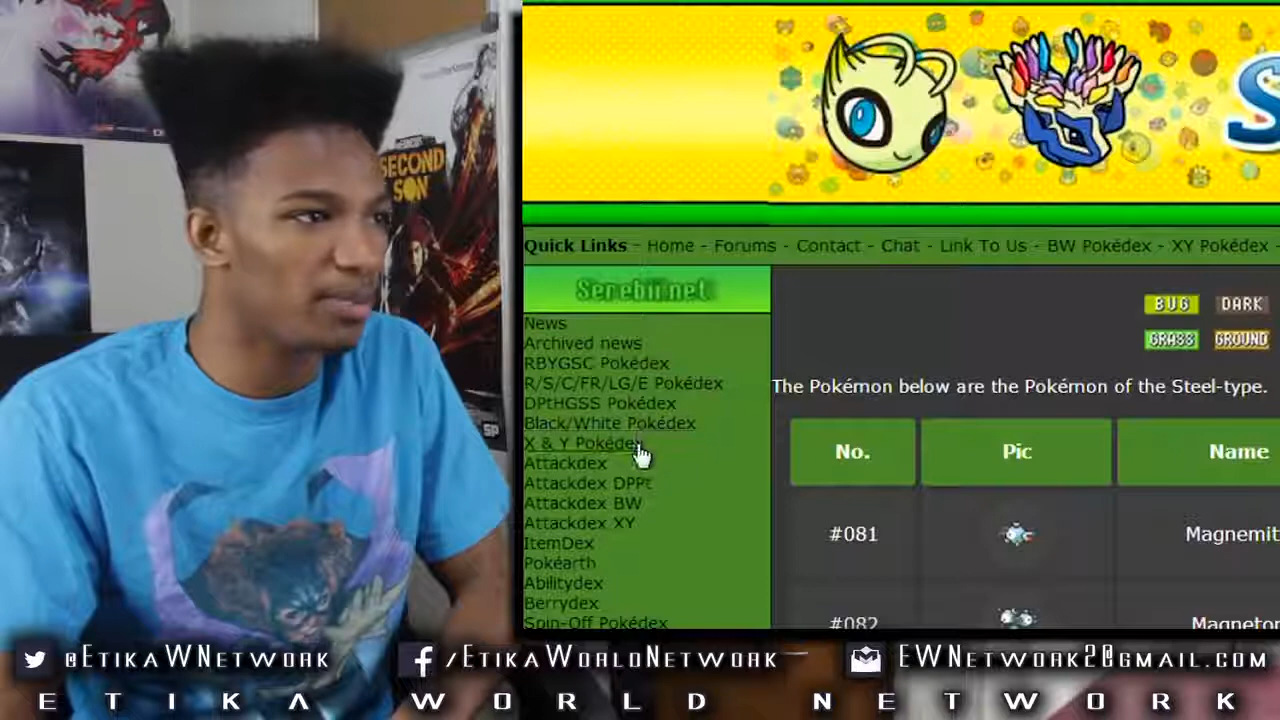 SECOND
SON
SP
S
Quick Links - Home - Forums - Contact - Chat - Link To Us - BW Pokédex - XY Pokédex -
Serebii.net
News
Archived news
RBYGSC Pokédex
R/S/C/FR/LG/E Pokédex
DPtHGSS Pokédex
Black/White Pokédex
X & Y Pokédex
Attackdex
Attackdex DPPt
Attackdex BW
Attackdex XY
ItemDex
Pokéarth
Abilitydex
Berrydex
Spin-Off Pokédex
BUG DARK
GRASS GROUND
The Pokémon below are the Pokémon of the Steel-type.
No. Pic Name
#081 Magnemit
#082 Magneton
@EtikaWNetwork /EtikaWorldNetwork EWNetwork2@gmail.com
ETIKA WORLD NETWORK